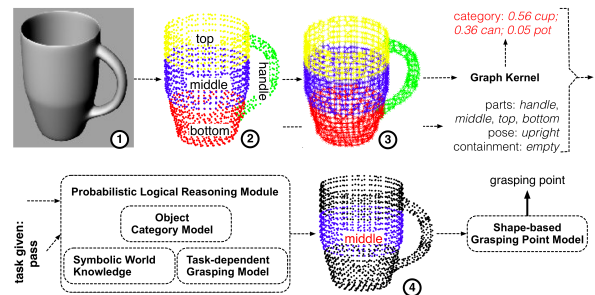 top
middle
bottom
handle
1
2
3
category: 0.56 cup;
0.36 can; 0.05 pot
Graph Kernel
parts: handle,
middle, top, bottom
pose: upright
containment: empty
task given:
pass
Probabilistic Logical Reasoning Module
Object
Category Model
Symbolic World
Knowledge
Task-dependent
Grasping Model
middle
4
grasping point
Shape-based
Grasping Point Model